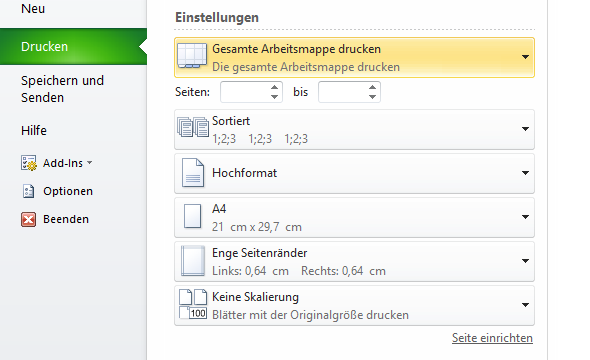 Neu
Drucken
Speichern und
Senden
Hilfe
Add-Ins
Optionen
Beenden
Einstellungen
Gesamte Arbeitsmappe drucken
Die gesamte Arbeitsmappe drucken
Seiten: bis
Sortiert
1;2;3 1;2;3 1;2;3
Hochformat
A4
21 cm x 29,7 cm
Enge Seitenränder
Links: 0,64 cm Rechts: 0,64 cm
Keine Skalierung
100
Blätter mit der Originalgröße drucken
Seite einrichten